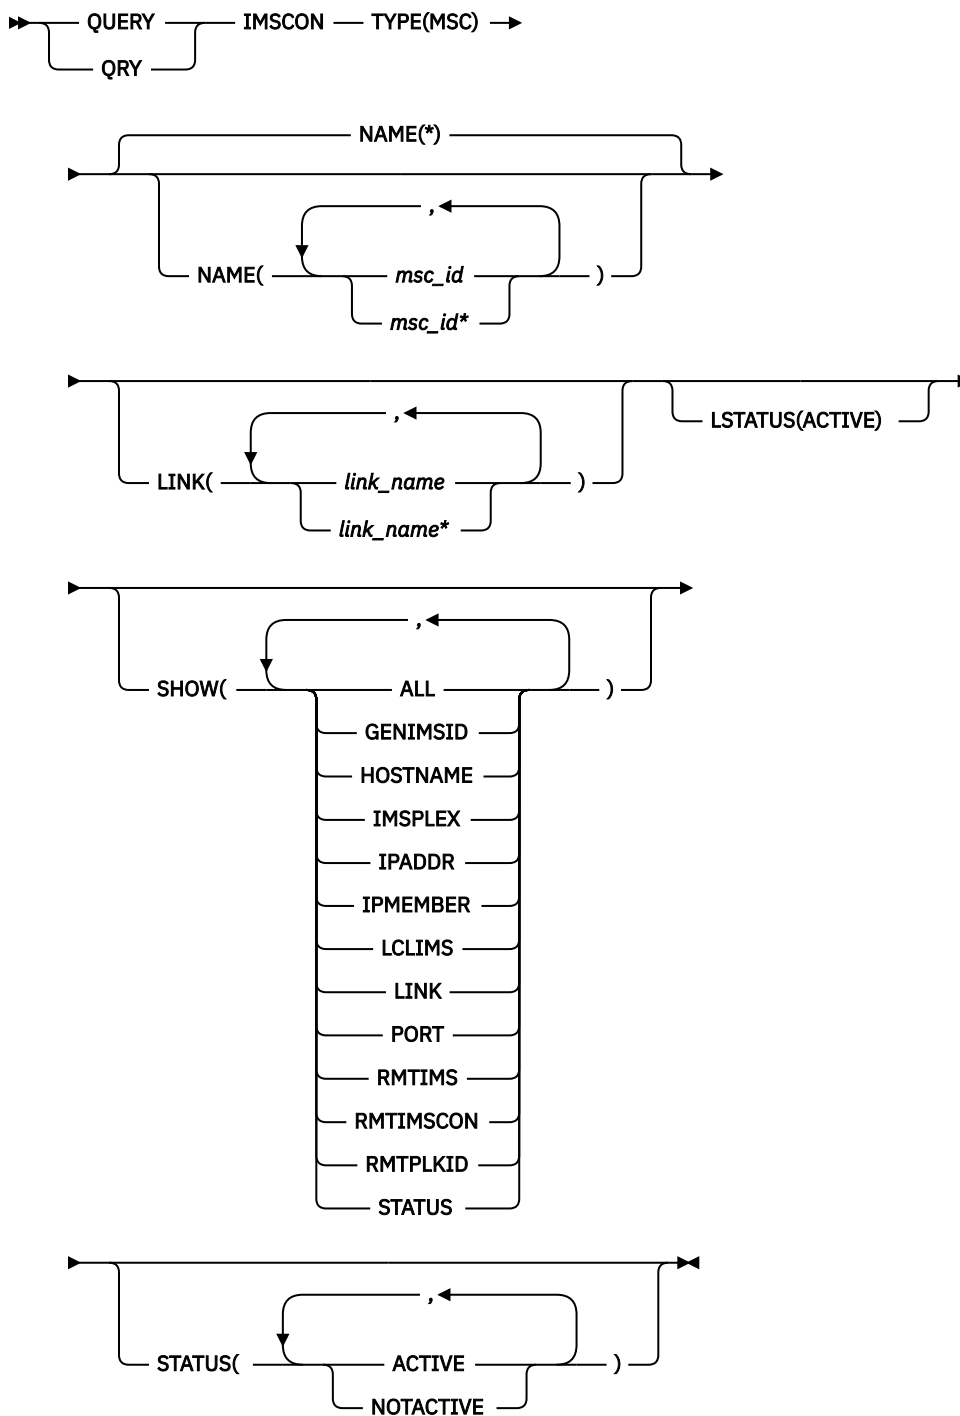 QUERY IMSCON TYPE(MSC)
QRY
NAME(*)
,
NAME( msc_id )
msc_id*
,
LSTATUS(ACTIVE)
LINK( link_name )
link_name*
,
SHOW( ALL )
GENIMSID
HOSTNAME
IMSPLEX
IPADDR
IPMEMBER
LCLIMS
LINK
PORT
RMTIMS
RMTIMSCON
RMTPLKID
STATUS
,
STATUS( ACTIVE )
NOTACTIVE